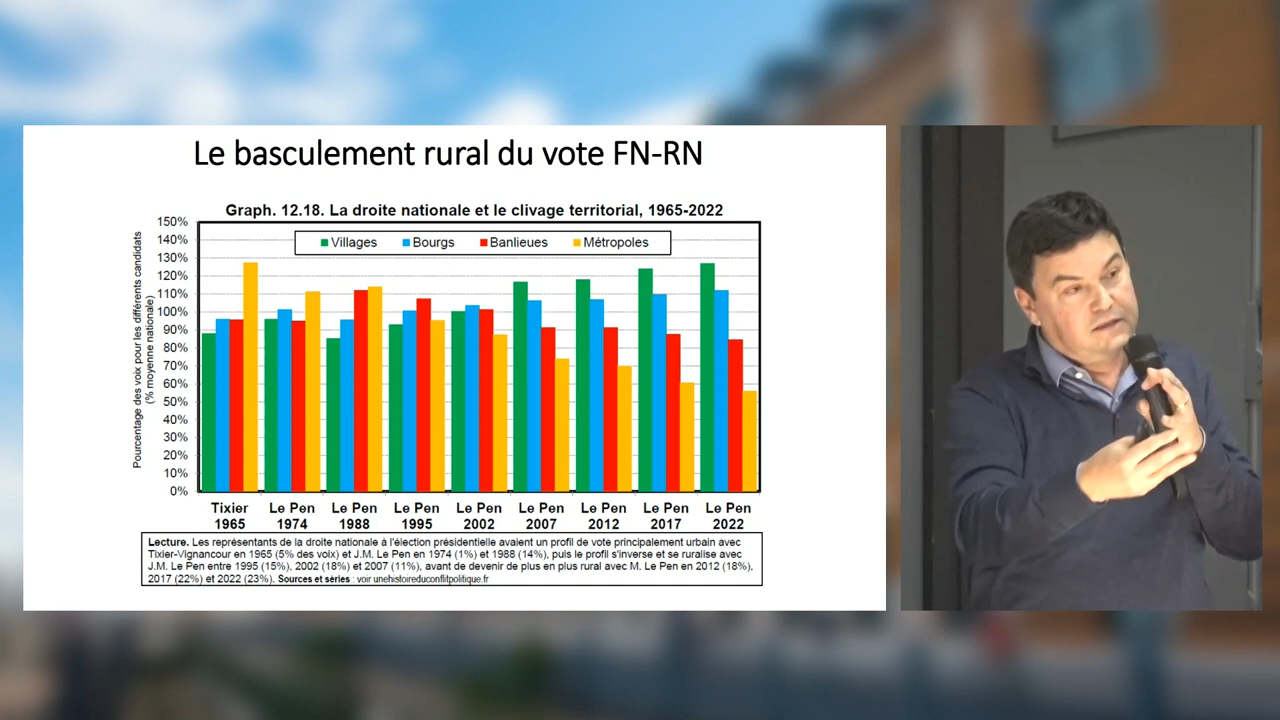 Le basculement rural du vote FN-RN
Graph. 12.18. La droite nationale et le clivage territorial, 1965-2022
Pourcentage des voix pour les différents candidats
(% moyenne nationale)
150%
140%
130%
120%
110%
100%
90%
80%
70%
60%
50%
40%
30%
20%
10%
0%
Villages Bourgs Banlieues Métropoles
Tixier Le Pen Le Pen Le Pen Le Pen Le Pen Le Pen Le Pen Le Pen
1965 1974 1988 1995 2002 2007 2012 2017 2022
Lecture. Les représentants de la droite nationale à l'élection présidentielle avaient un profil de vote principalement urbain avec
Tixier-Vignancour en 1965 (5% des voix) et J.M. Le Pen en 1974 (1%) et 1988 (14%), puis le profil s'inverse et se ruralise avec
J.M. Le Pen entre 1995 (15%), 2002 (18%) et 2007 (11%), avant de devenir de plus en plus rural avec M. Le Pen en 2012 (18%),
2017 (22%) et 2022 (23%). Sources et séries : voir unehistoireduconflitpolitique.fr